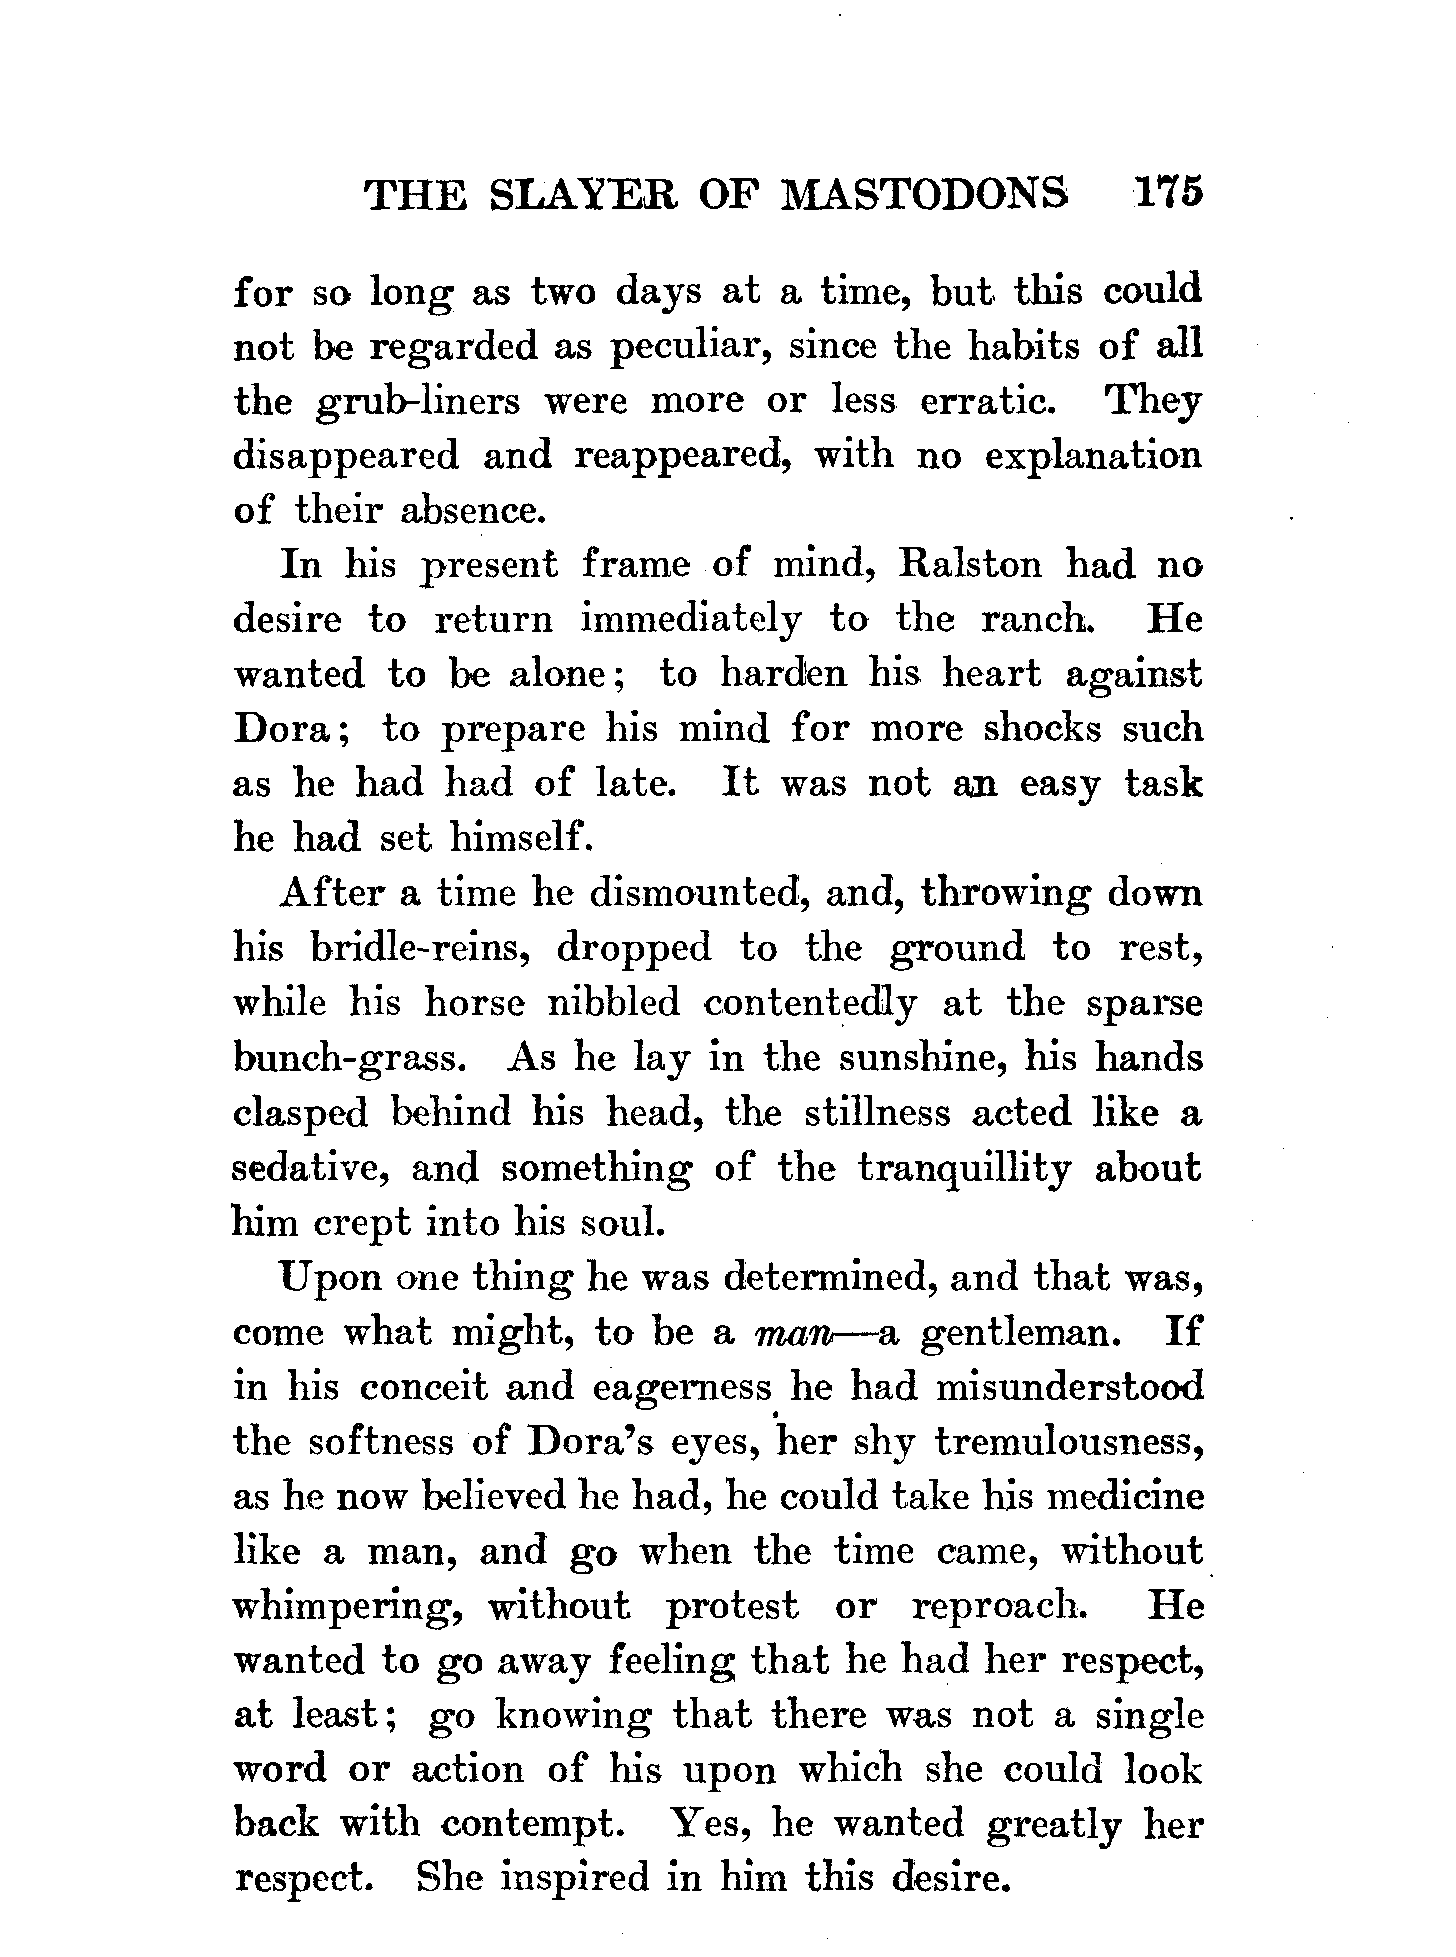 THE SLAYER OF MASTODONS 175
for so long as two days at a time, but this could
not be regarded as peculiar, since the habits of all
the grub-liners were more or less erratic. They
disappeared and reappeared, with no explanation
of their absence.
In his present frame of mind, Ralston had no
desire to return immediately to the ranch. He
wanted to be alone; to harden his heart against
Dora; to prepare his mind for more shocks such
as he had had of late. It was not an easy task
he had set himself.
After a time he dismounted, and, throwing down
his bridle-reins, dropped to the ground to rest,
while his horse nibbled contentedly at the sparse
bunch-grass. As he lay in the sunshine, his hands
clasped behind his head, the stillness acted like a
sedative, and something of the tranquillity about
him crept into his soul.
Upon one thing he was determined, and that was,
come what might, to be a man—a gentleman. If
in his conceit and eagerness he had misunderstood
the softness of Dora's eyes, her shy tremulousness,
as he now believed he had, he could take his medicine
like a man, and go when the time came, without
whimpering, without protest or reproach. He
wanted to go away feeling that he had her respect,
at least; go knowing that there was not a single
word or action of his upon which she could look
back with contempt. Yes, he wanted greatly her
respect. She inspired in him this desire.